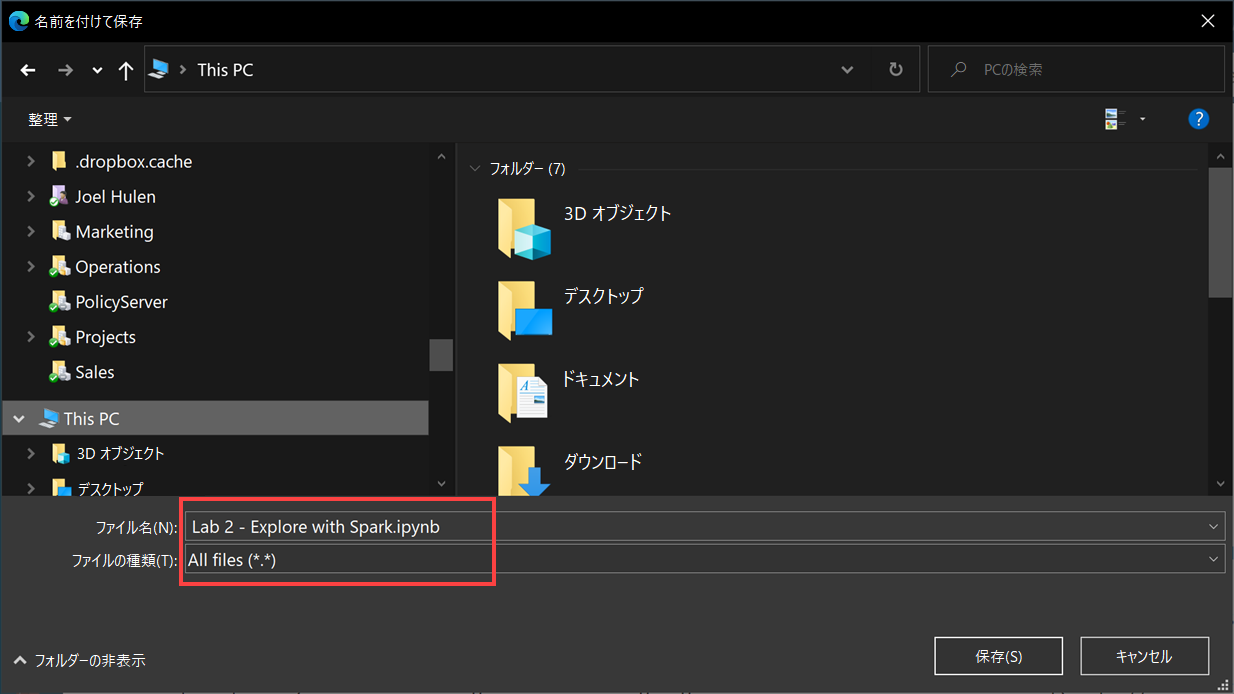 名前を付けて保存
This PC
PCの検索
整理
.dropbox.cache
Joel Hulen
Marketing
Operations
PolicyServer
Projects
Sales
This PC
3D オブジェクト
デスクトップ
フォルダー (7)
3D オブジェクト
デスクトップ
ドキュメント
ダウンロード
ファイル名(N): Lab 2 - Explore with Spark.ipynb
ファイルの種類(T): All files (*.*)
フォルダーの非表示
保存(S)
キャンセル